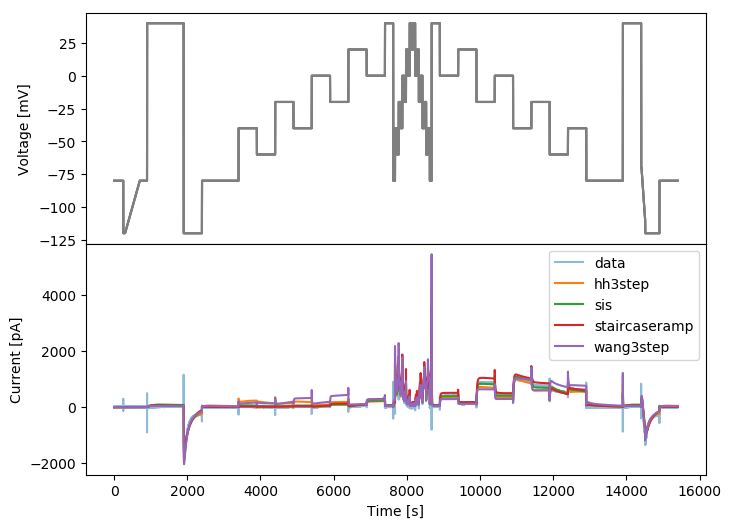 Voltage [mV]
25
0
−25
−50
−75
−100
−125
Current [pA]
4000
2000
0
−2000
data
hh3step
sis
staircaseramp
wang3step
0
2000
4000
6000
8000
10000
12000
14000
16000
Time [s]